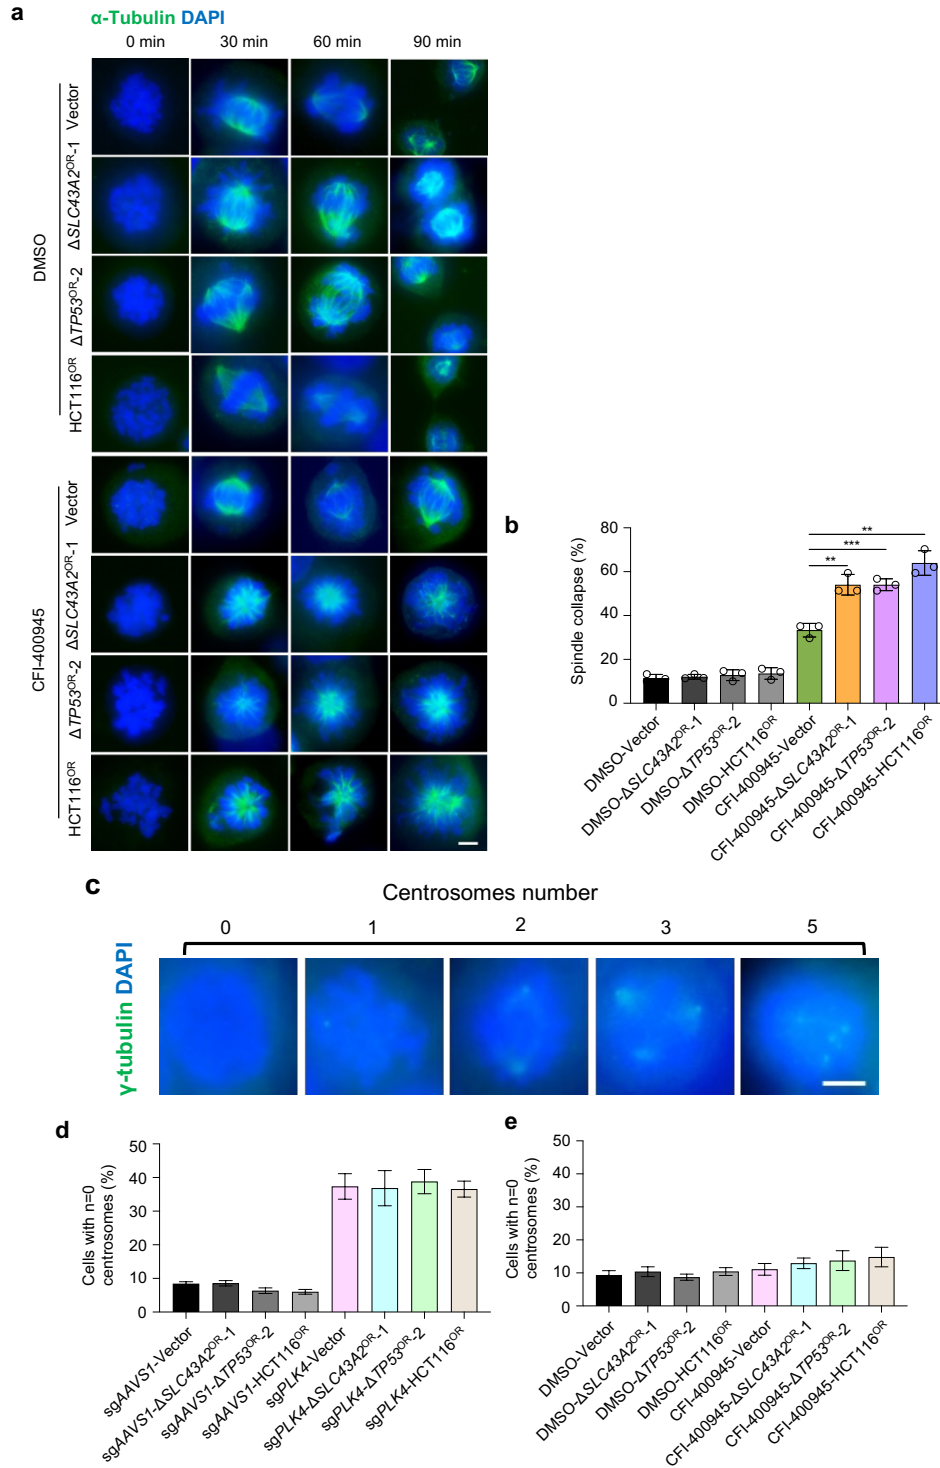 a
α-Tubulin DAPI
0 min 30 min 60 min 90 min
DMSO
Vector
ΔSLC43A2ᴼᴿ-1
ΔTP53ᴼᴿ-2
HCT116ᴼᴿ
CFI-400945
Vector
ΔSLC43A2ᴼᴿ-1
ΔTP53ᴼᴿ-2
HCT116ᴼᴿ
b
Spindle collapse (%)
80
60
40
20
0
**
***
**
DMSO-Vector
DMSO-ΔSLC43A2ᴼᴿ-1
DMSO-ΔTP53ᴼᴿ-2
DMSO-HCT116ᴼᴿ
CFI-400945-Vector
CFI-400945-ΔSLC43A2ᴼᴿ-1
CFI-400945-ΔTP53ᴼᴿ-2
CFI-400945-HCT116ᴼᴿ
c
Centrosomes number
0 1 2 3 5
γ-tubulin DAPI
d
Cells with n=0
centrosomes (%)
50
40
30
20
10
0
sgAAVS1-Vector
sgAAVS1-ΔSLC43A2ᴼᴿ-1
sgAAVS1-ΔTP53ᴼᴿ-2
sgAAVS1-HCT116ᴼᴿ
sgPLK4-Vector
sgPLK4-ΔSLC43A2ᴼᴿ-1
sgPLK4-ΔTP53ᴼᴿ-2
sgPLK4-HCT116ᴼᴿ
e
Cells with n=0
centrosomes (%)
50
40
30
20
10
0
DMSO-Vector
DMSO-ΔSLC43A2ᴼᴿ-1
DMSO-ΔTP53ᴼᴿ-2
DMSO-HCT116ᴼᴿ
CFI-400945-Vector
CFI-400945-ΔSLC43A2ᴼᴿ-1
CFI-400945-ΔTP53ᴼᴿ-2
CFI-400945-HCT116ᴼᴿ